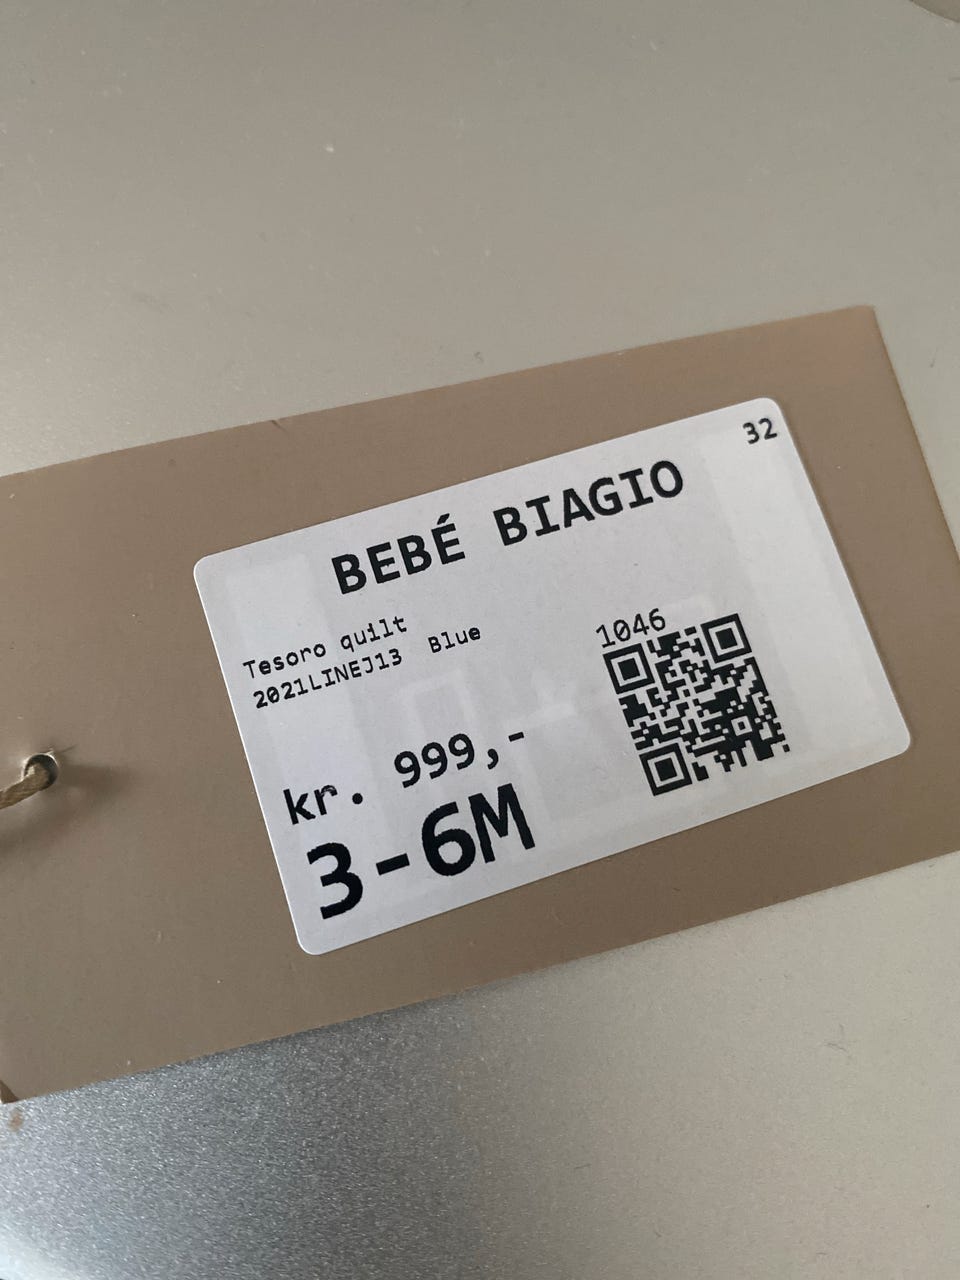 32
BEBÉ BIAGIO
Tesoro quilt
2021LINEJ13 Blue
1046
kr. 999,-
3-6M